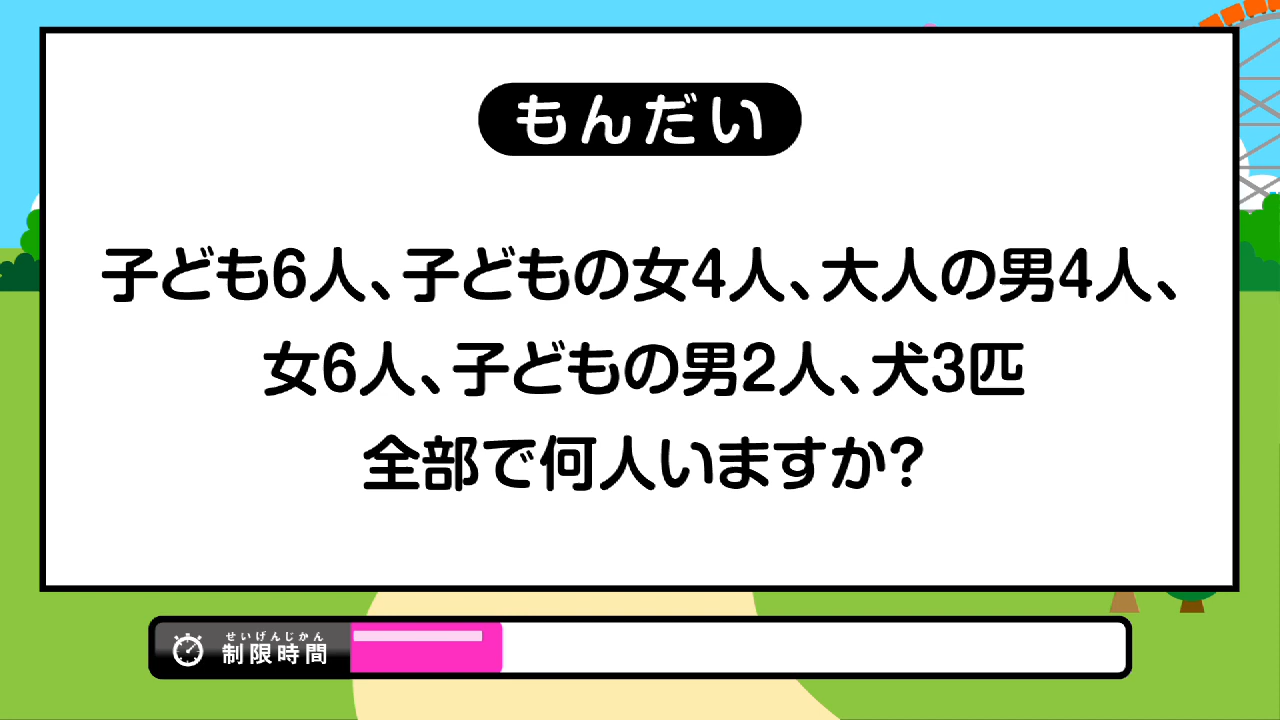 もんだい
子ども6人、子どもの女4人、大人の男4人、
女6人、子どもの男2人、犬3匹
全部で何人いますか?
せいげんじかん
制限時間